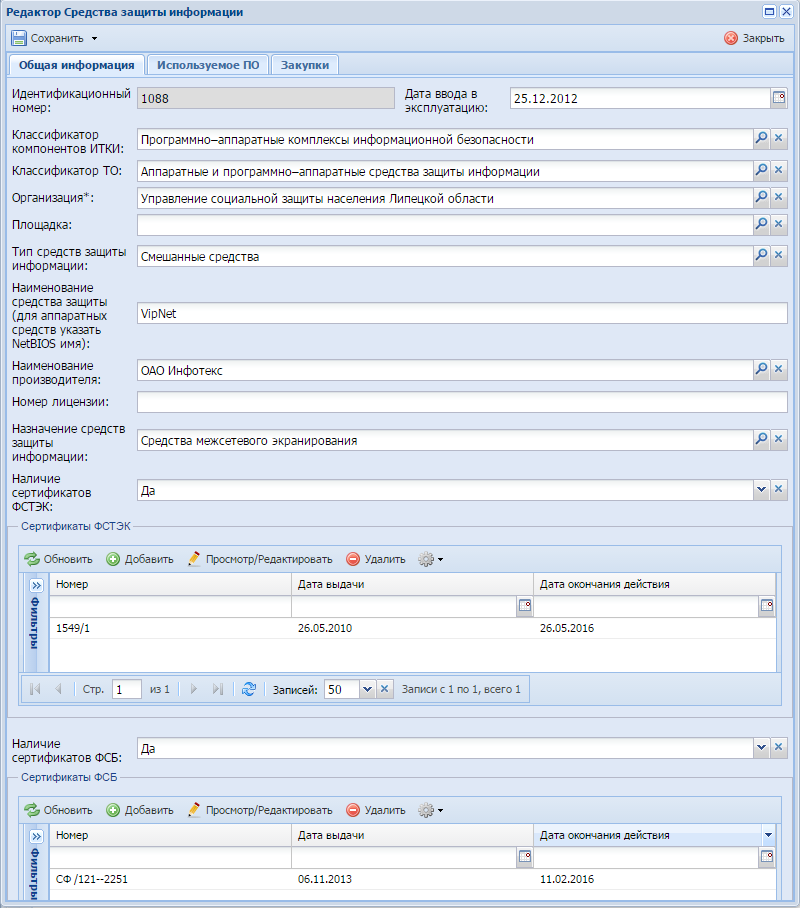 Редактор Средства защиты информации
Сохранить
Закрыть
Общая информация
Используемое ПО
Закупки
Идентификационный
номер:
1088
Дата ввода в
эксплуатацию:
25.12.2012
Классификатор
компонентов ИТКИ:
Программно–аппаратные комплексы информационной безопасности
Классификатор ТО:
Аппаратные и программно–аппаратные средства защиты информации
Организация*:
Управление социальной защиты населения Липецкой области
Площадка:
Тип средств защиты
информации:
Смешанные средства
Наименование
средства защиты
(для аппаратных
средств указать
NetBIOS имя):
VipNet
Наименование
производителя:
ОАО Инфотекс
Номер лицензии:
Назначение средств
защиты
информации:
Средства межсетевого экранирования
Наличие
сертификатов
ФСТЭК:
Да
Сертификаты ФСТЭК
Обновить Добавить Просмотр/Редактировать Удалить
Фильтры
Номер Дата выдачи Дата окончания действия
1549/1 26.05.2010 26.05.2016
Стр. 1 из 1 Записей: 50 Записи с 1 по 1, всего 1
Наличие
сертификатов ФСБ:
Да
Сертификаты ФСБ
Обновить Добавить Просмотр/Редактировать Удалить
Фильтры
Номер Дата выдачи Дата окончания действия
СФ /121--2251 06.11.2013 11.02.2016